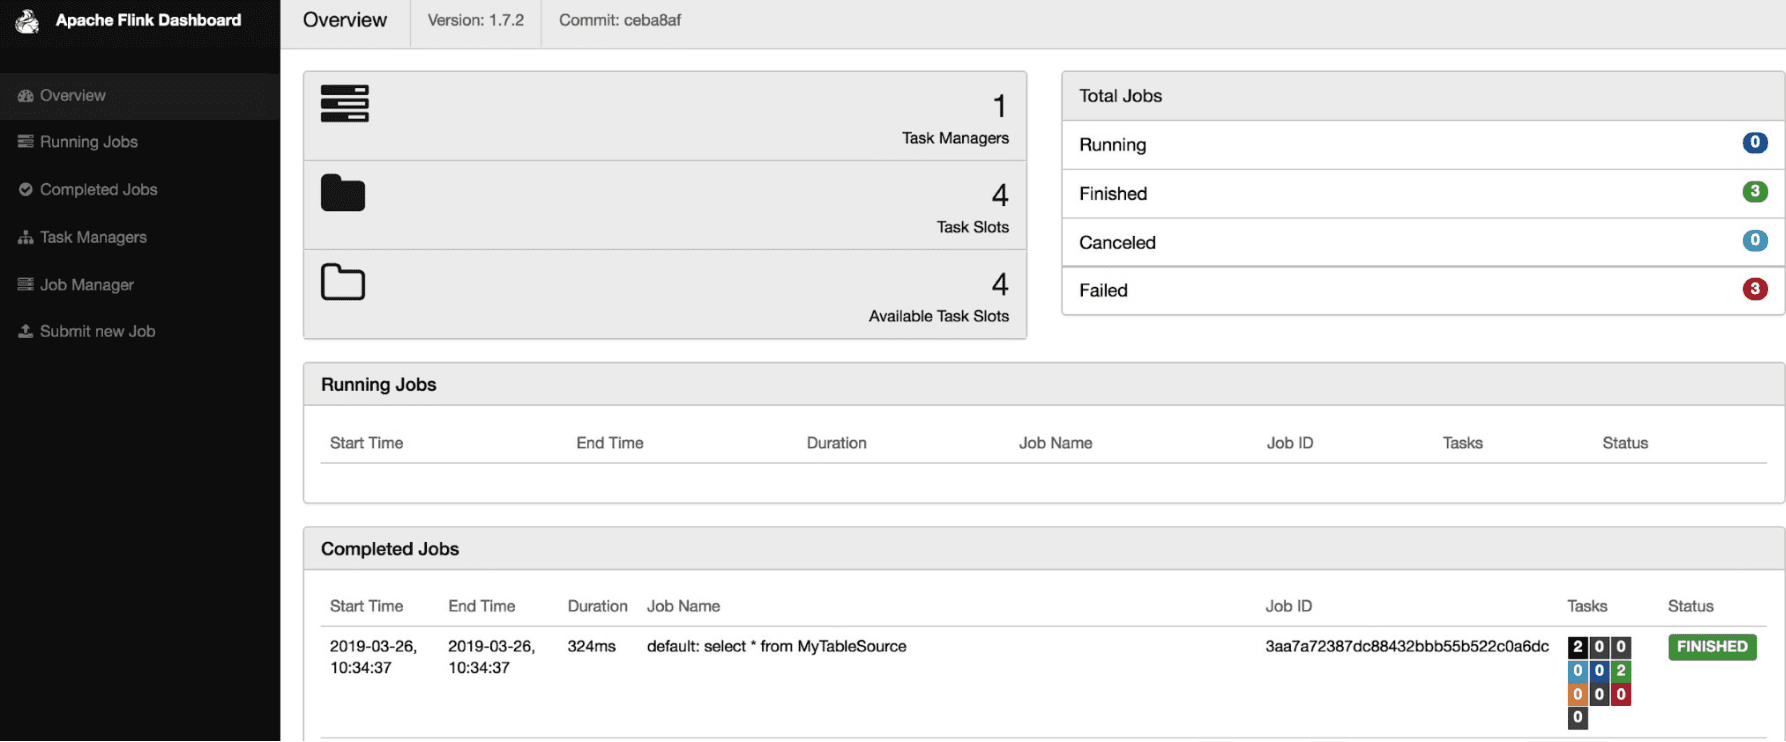 Apache Flink Dashboard
Overview
Running Jobs
Completed Jobs
Task Managers
Job Manager
Submit new Job
Overview Version: 1.7.2 Commit: ceba8af
1
Task Managers
4
Task Slots
4
Available Task Slots
Total Jobs
Running 0
Finished 3
Canceled 0
Failed 3
Running Jobs
Start Time End Time Duration Job Name Job ID Tasks Status
Completed Jobs
Start Time End Time Duration Job Name Job ID Tasks Status
2019-03-26, 2019-03-26, 324ms default: select * from MyTableSource 3aa7a72387dc88432bbb55b522c0a6dc 2 0 0 FINISHED
10:34:37 10:34:37 0 0 2
0 0 0
0